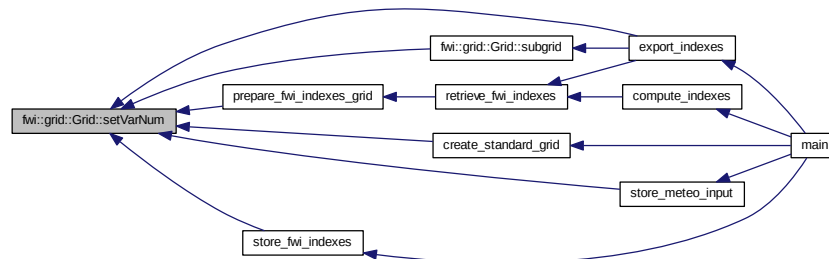 fwi::grid::Grid::subgrid
export_indexes
prepare_fwi_indexes_grid
retrieve_fwi_indexes
compute_indexes
fwi::grid::Grid::setVarNum
create_standard_grid
main
store_meteo_input
store_fwi_indexes